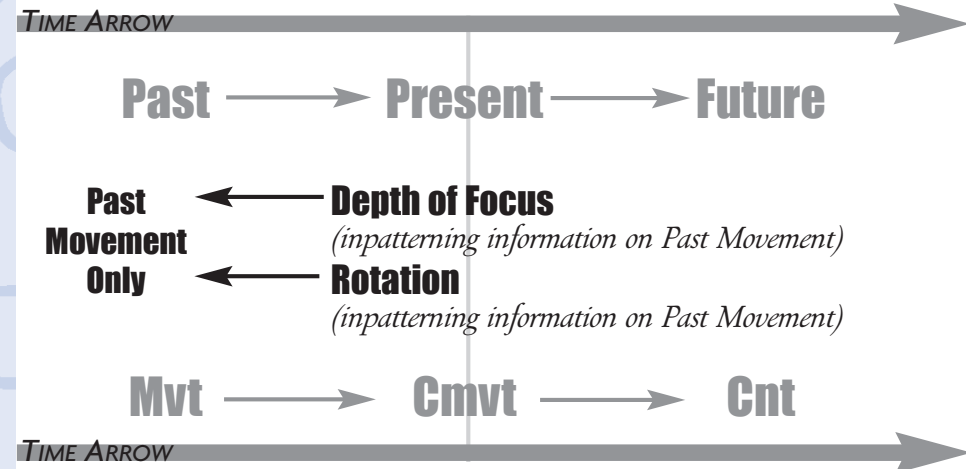 TIME ARROW
Past Present Future
Past
Movement
Only
Depth of Focus
(inpatterning information on Past Movement)
Rotation
(inpatterning information on Past Movement)
Mvt Cmvt Cnt
TIME ARROW